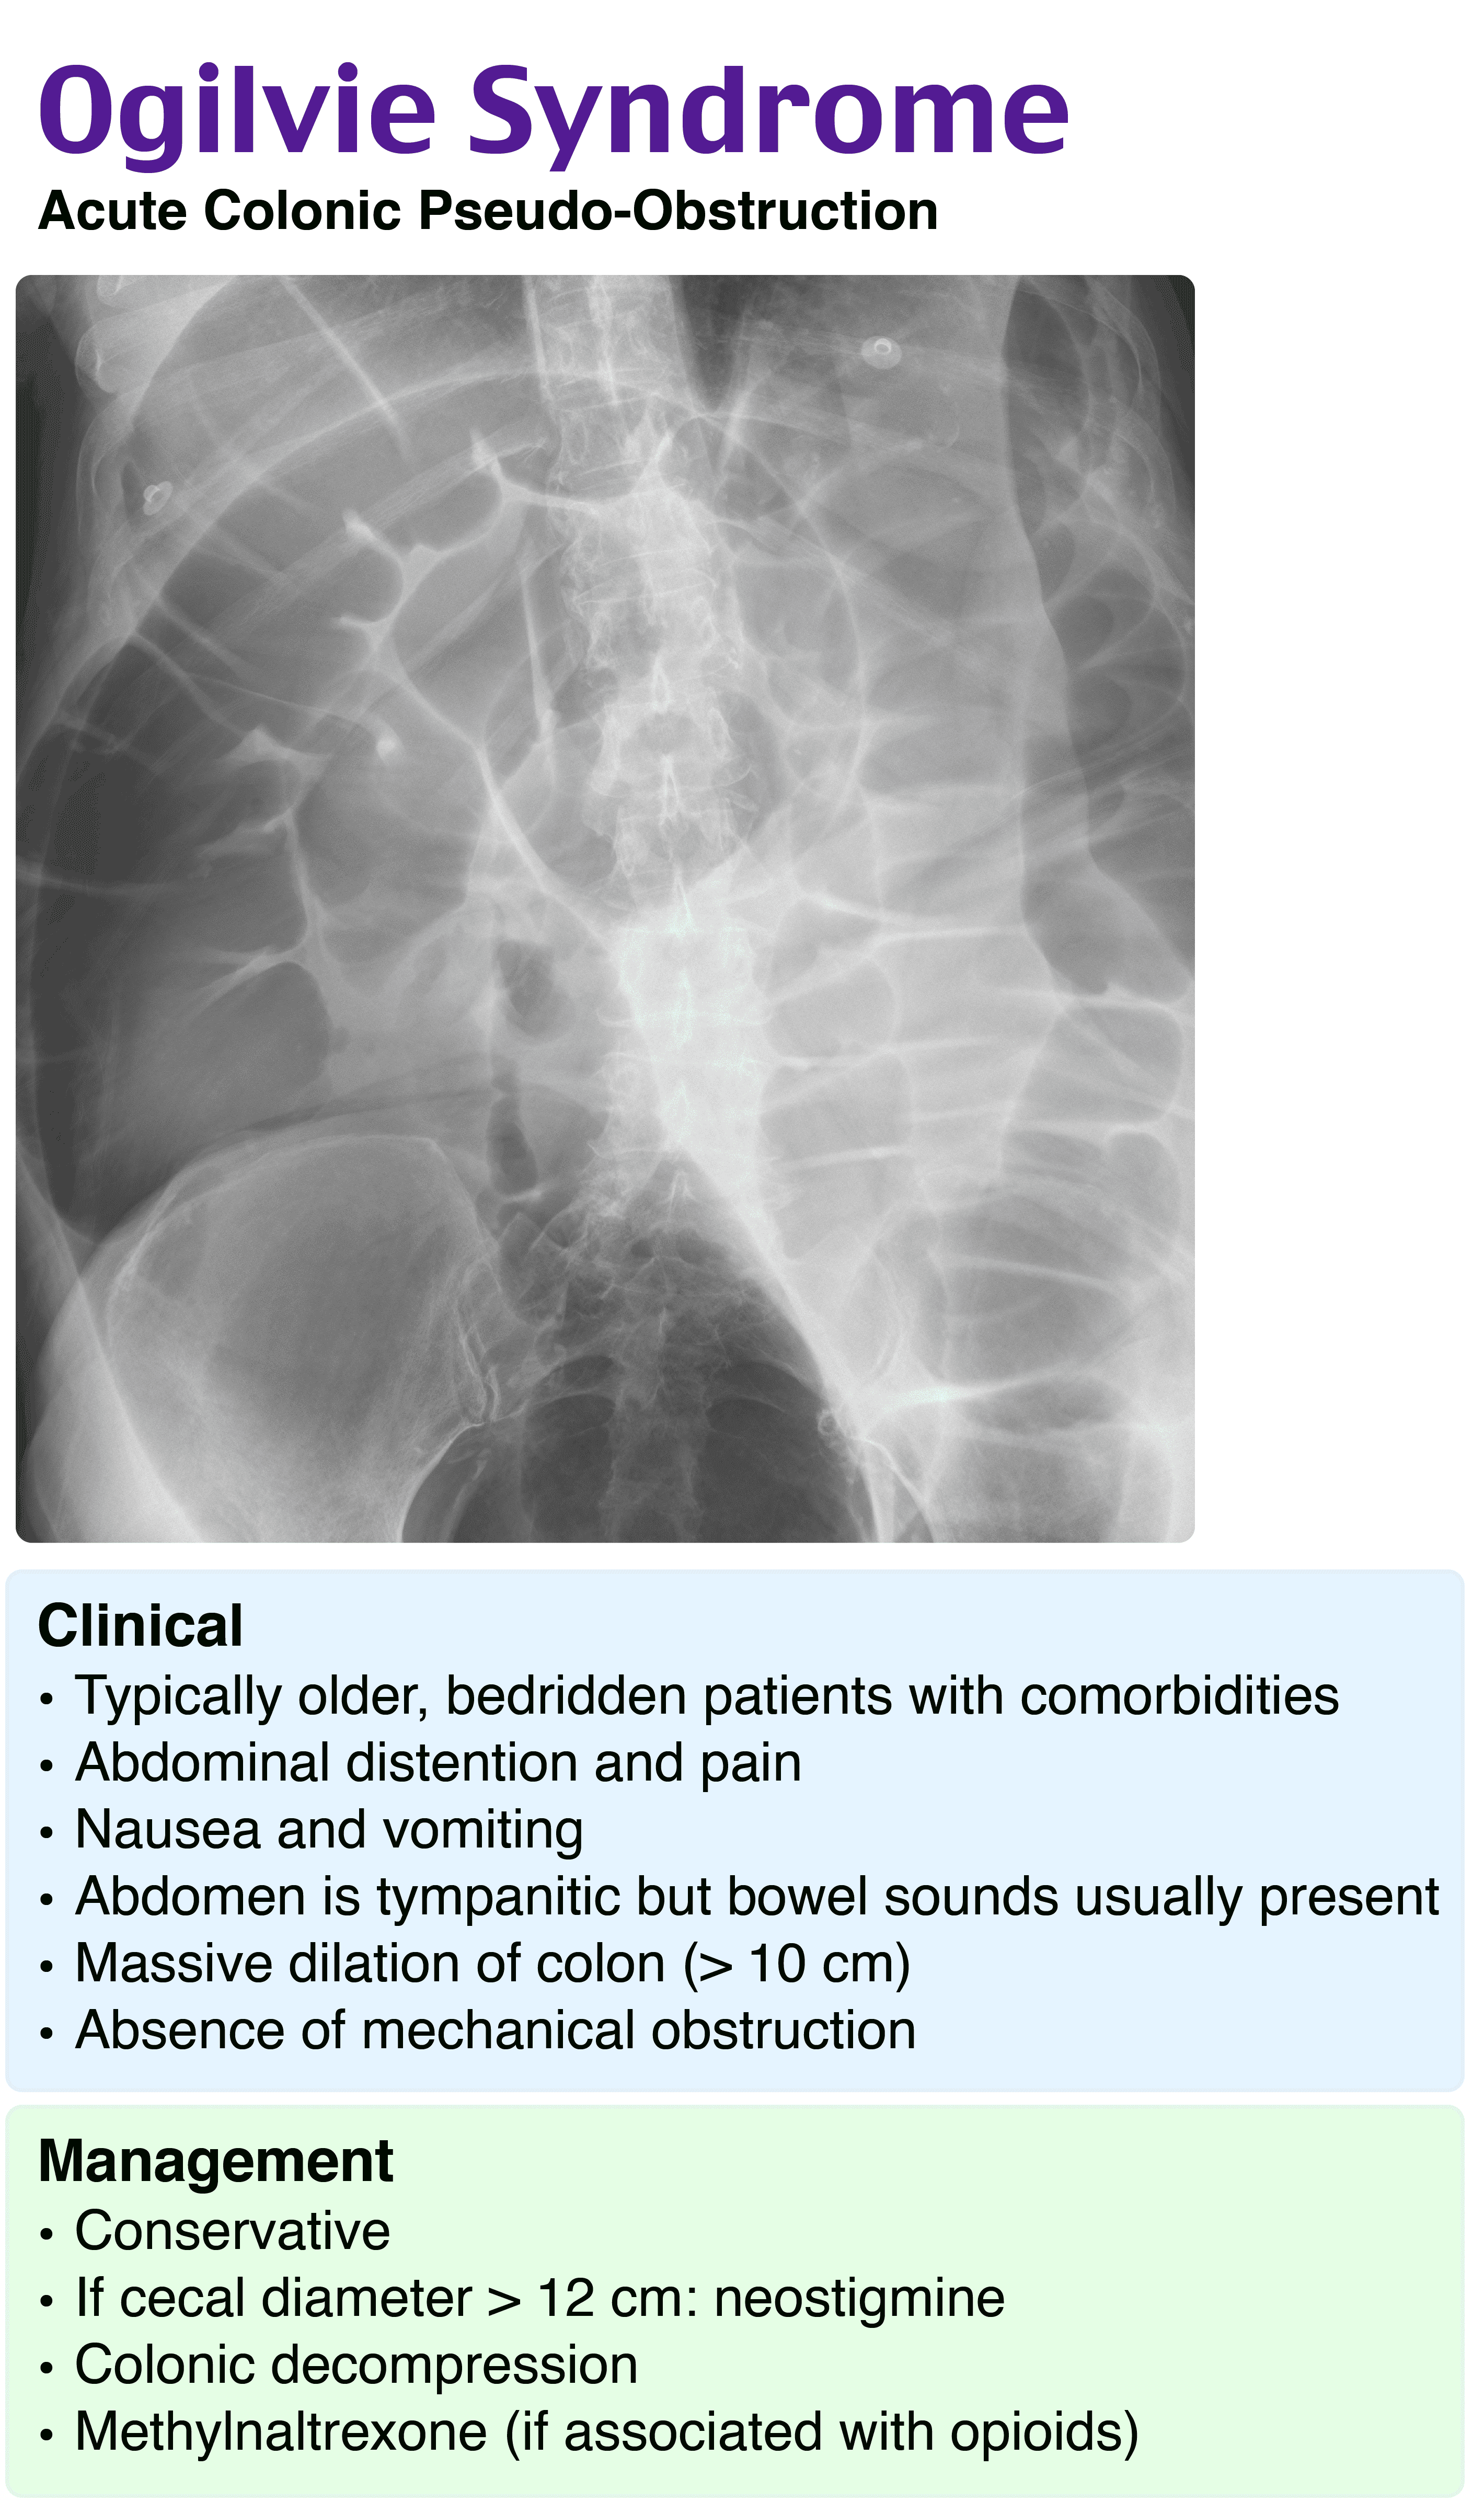 Ogilvie Syndrome
Acute Colonic Pseudo-Obstruction
Clinical
• Typically older, bedridden patients with comorbidities
• Abdominal distention and pain
• Nausea and vomiting
• Abdomen is tympanitic but bowel sounds usually present
• Massive dilation of colon (> 10 cm)
• Absence of mechanical obstruction
Management
• Conservative
• If cecal diameter > 12 cm: neostigmine
• Colonic decompression
• Methylnaltrexone (if associated with opioids)